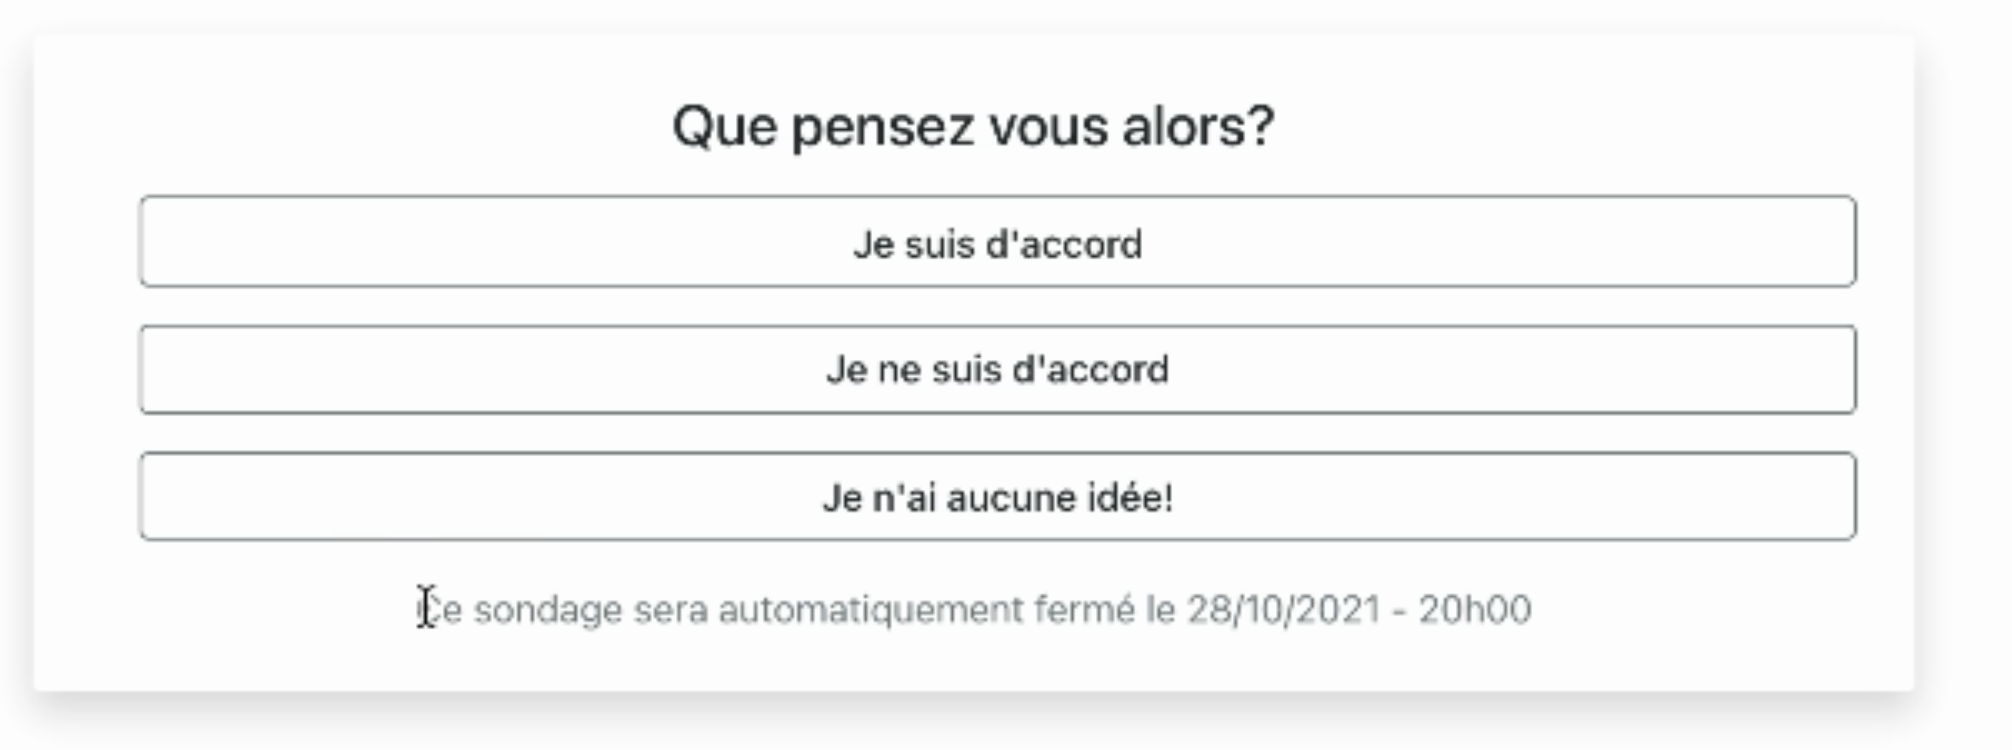 Que pensez vous alors?
Je suis d'accord
Je ne suis d'accord
Je n'ai aucune idée!
Ce sondage sera automatiquement fermé le 28/10/2021 - 20h00